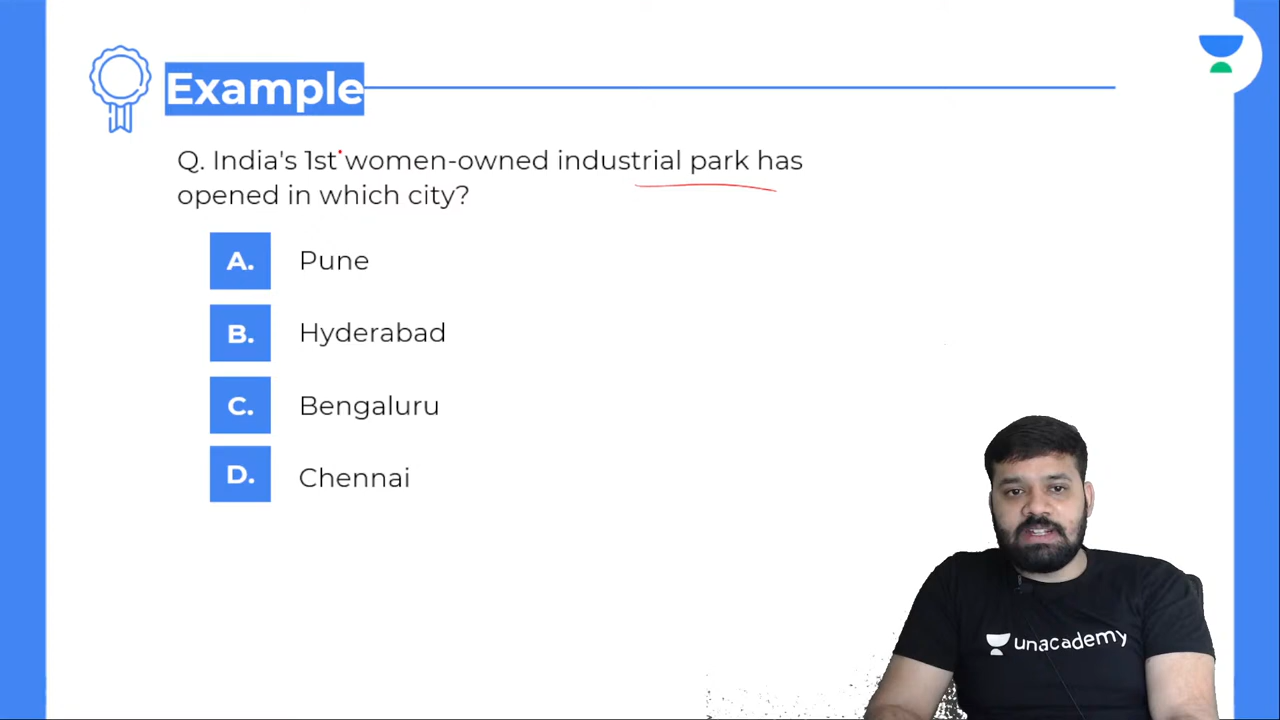 Example
Q. India's 1st women-owned industrial park has
opened in which city?
A. Pune
B. Hyderabad
C. Bengaluru
D. Chennai
unacademy